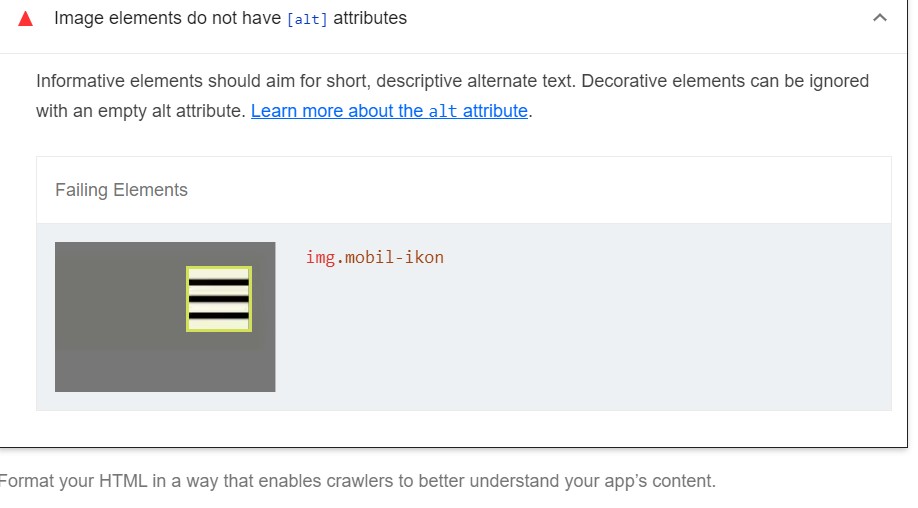 Image elements do not have [alt] attributes
Informative elements should aim for short, descriptive alternate text. Decorative elements can be ignored
with an empty alt attribute. Learn more about the alt attribute.
Failing Elements
img.mobil-ikon
Format your HTML in a way that enables crawlers to better understand your app’s content.